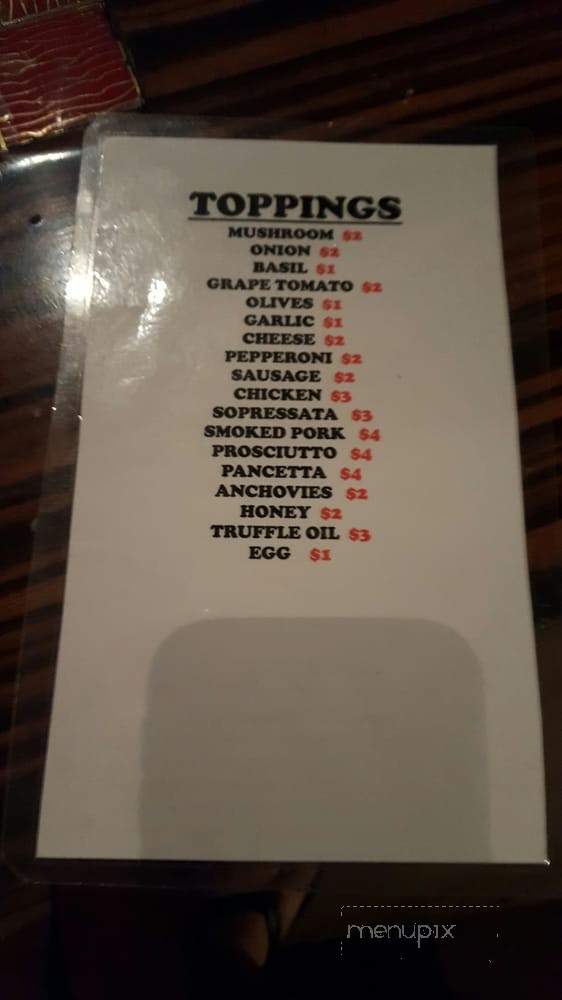 TOPPINGS
MUSHROOM $2
ONION $2
BASIL $1
GRAPE TOMATO $2
OLIVES $1
GARLIC $1
CHEESE $2
PEPPERONI $2
SAUSAGE $2
CHICKEN $3
SOPRESSATA $3
SMOKED PORK $4
PROSCIUTTO $4
PANCETTA $4
ANCHOVIES $2
HONEY $2
TRUFFLE OIL $3
EGG $1
menupix